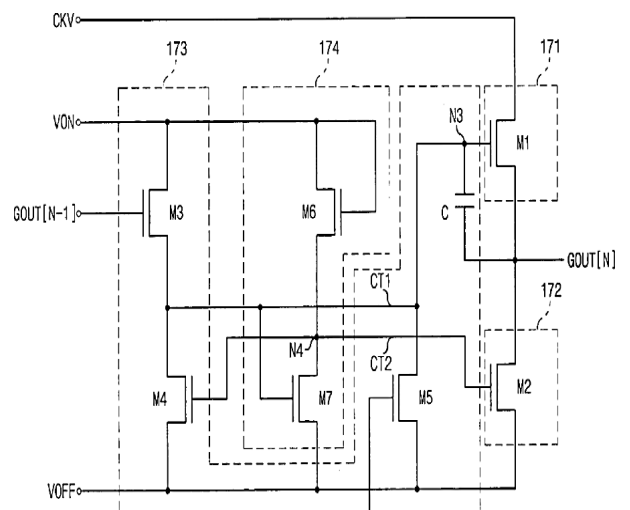 CKV
173
174
171
VON
N3
M1
GOUT[N-1]
M3
M6
C
GOUT[N]
CT1
172
N4
CT2
M4
M7
M5
M2
VOFF